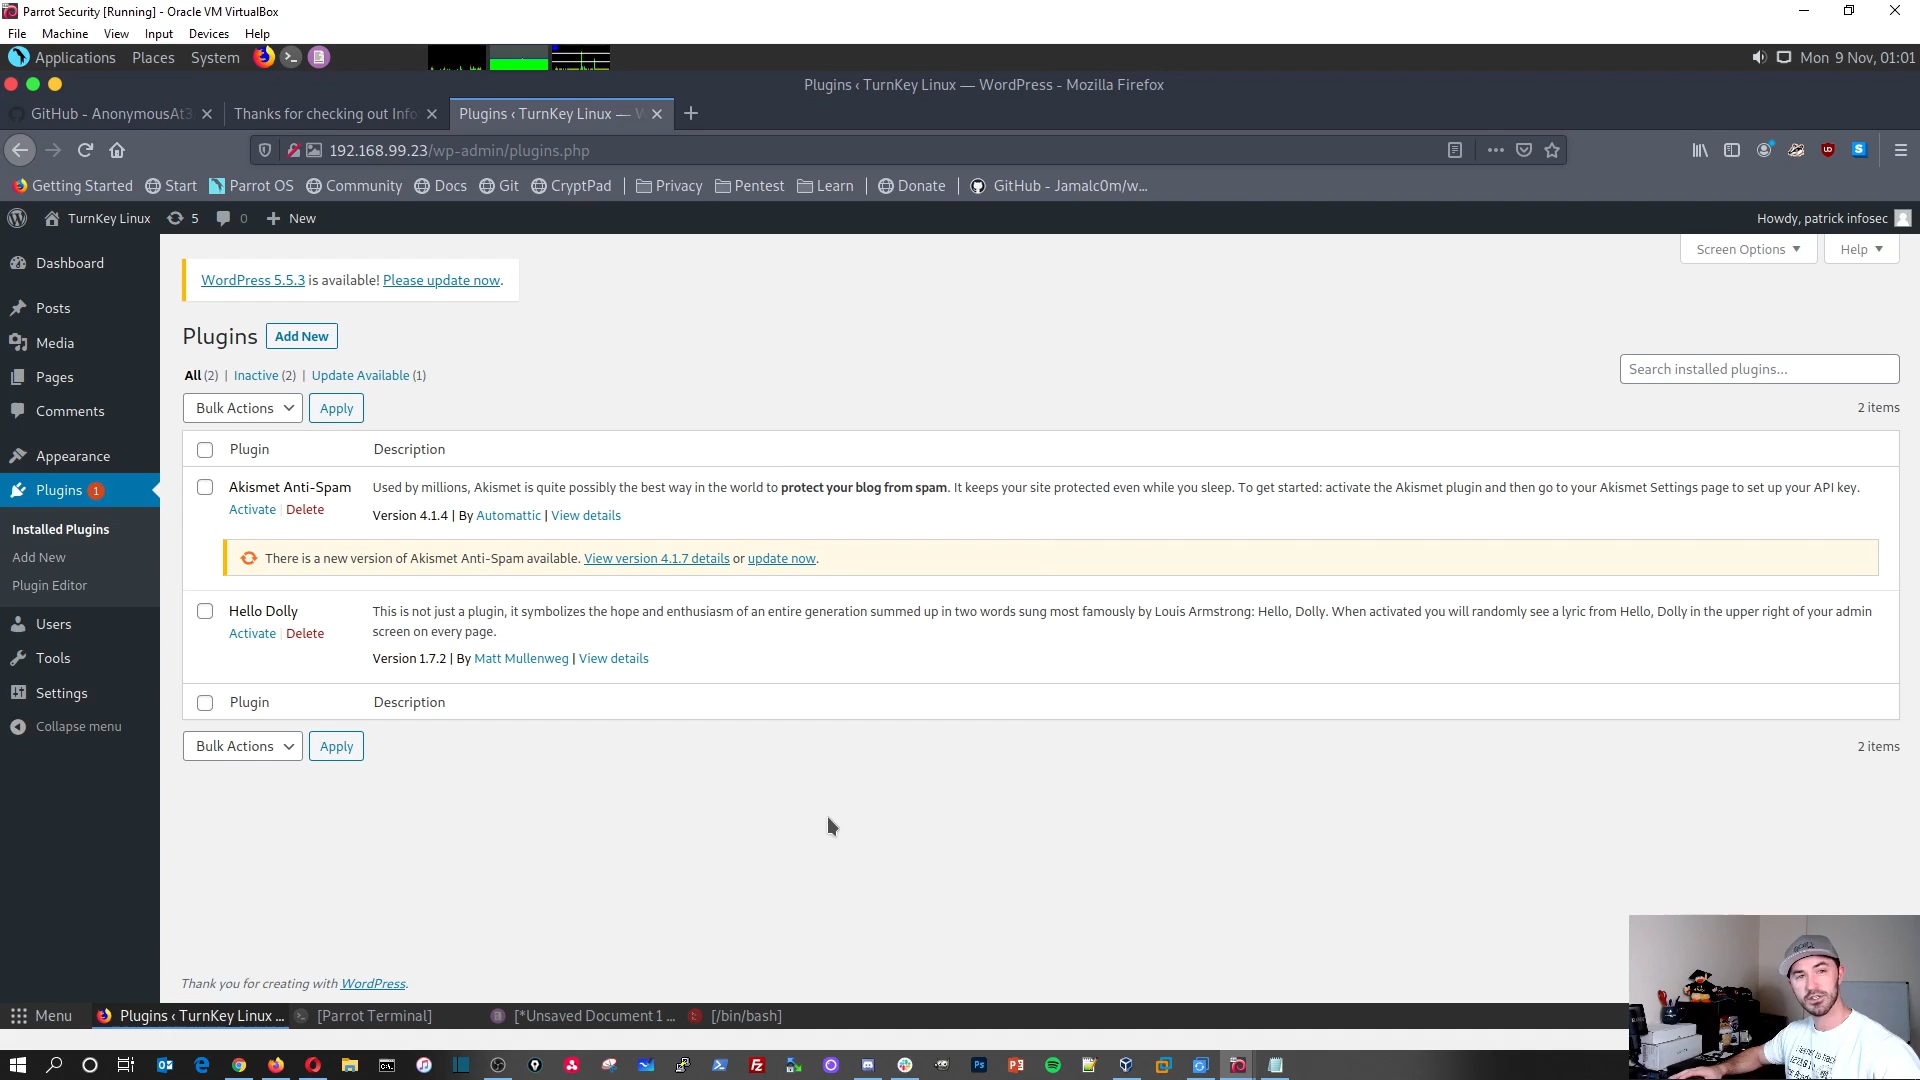 Parrot Security [Running] - Oracle VM VirtualBox
File Machine View Input Devices Help
Applications Places System Mon 9 Nov, 01:01
Plugins ‹ TurnKey Linux — WordPress - Mozilla Firefox
GitHub - AnonymousAt3 Thanks for checking out Info Plugins ‹ TurnKey Linux — W
192.168.99.23/wp-admin/plugins.php
Getting Started Start Parrot OS Community Docs Git CryptPad Privacy Pentest Learn Donate GitHub - Jamalc0m/w...
TurnKey Linux 5 0 New Howdy, patrick infosec
Screen Options Help
Dashboard
Posts
Media
Pages
Comments
Appearance
Plugins 1
Installed Plugins
Add New
Plugin Editor
Users
Tools
Settings
Collapse menu
WordPress 5.5.3 is available! Please update now.
Plugins Add New
All (2) | Inactive (2) | Update Available (1)
Search installed plugins...
Bulk Actions Apply 2 items
Plugin Description
Akismet Anti-Spam Used by millions, Akismet is quite possibly the best way in the world to protect your blog from spam. It keeps your site protected even while you sleep. To get started: activate the Akismet plugin and then go to your Akismet Settings page to set up your API key.
Activate | Delete
Version 4.1.4 | By Automattic | View details
There is a new version of Akismet Anti-Spam available. View version 4.1.7 details or update now.
Hello Dolly This is not just a plugin, it symbolizes the hope and enthusiasm of an entire generation summed up in two words sung most famously by Louis Armstrong: Hello, Dolly. When activated you will randomly see a lyric from Hello, Dolly in the upper right of your admin
Activate | Delete screen on every page.
Version 1.7.2 | By Matt Mullenweg | View details
Plugin Description
Bulk Actions Apply 2 items
Thank you for creating with WordPress.
Menu Plugins ‹ TurnKey Linux ... [Parrot Terminal] [*Unsaved Document 1 ... [/bin/bash]